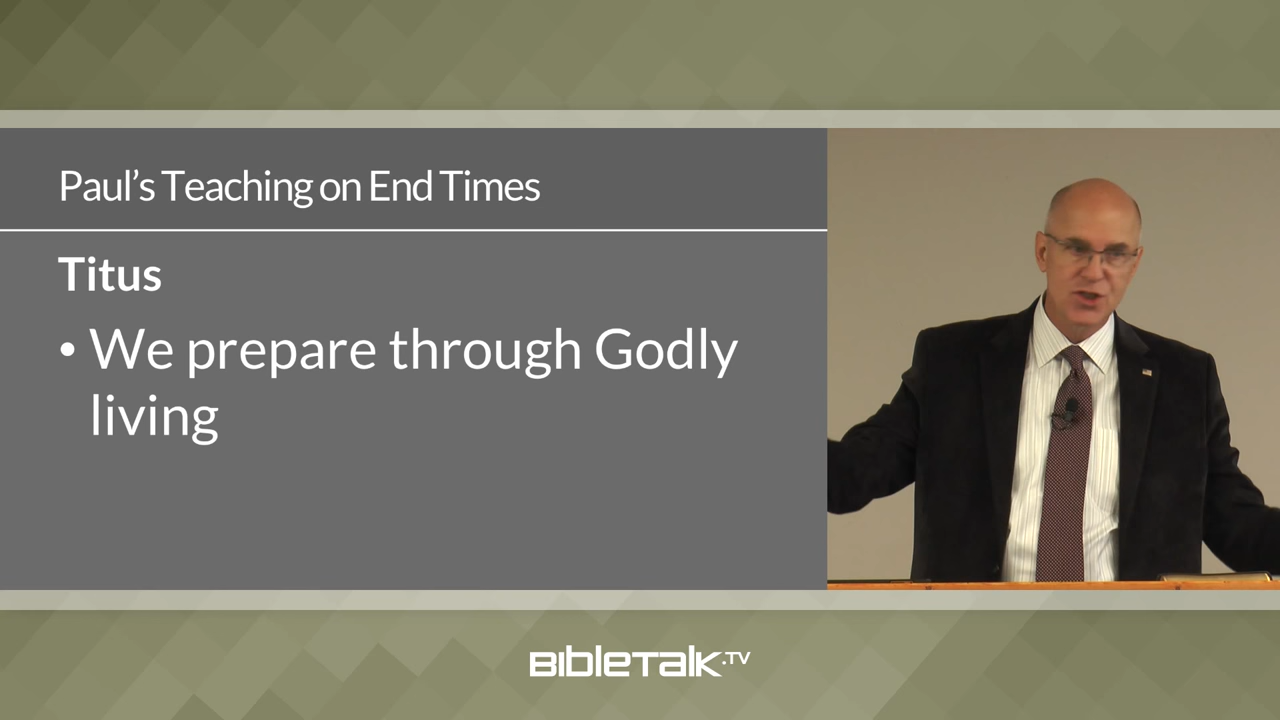 Paul's Teaching on End Times
Titus
• We prepare through Godly
living
BIBLETALK.TV